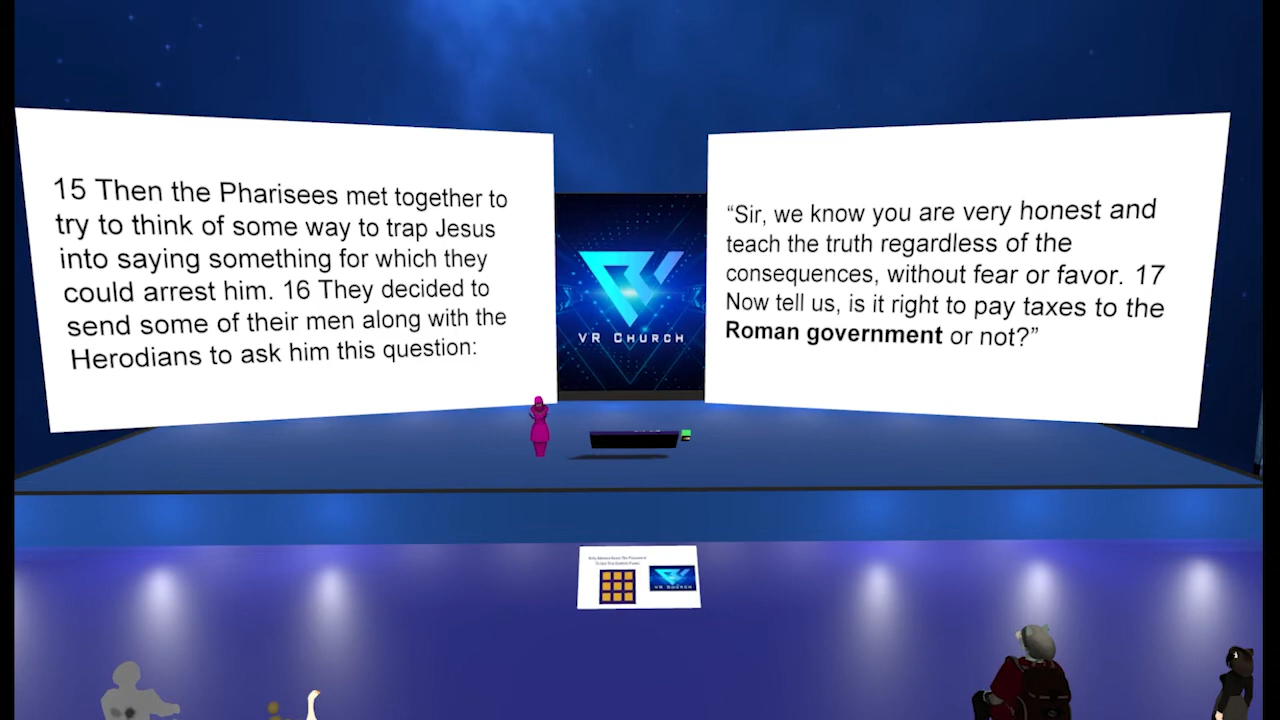 15 Then the Pharisees met together to
try to think of some way to trap Jesus
into saying something for which they
could arrest him. 16 They decided to
send some of their men along with the
Herodians to ask him this question:
VR CHURCH
“Sir, we know you are very honest and
teach the truth regardless of the
consequences, without fear or favor. 17
Now tell us, is it right to pay taxes to the
Roman government or not?”
VR CHURCH